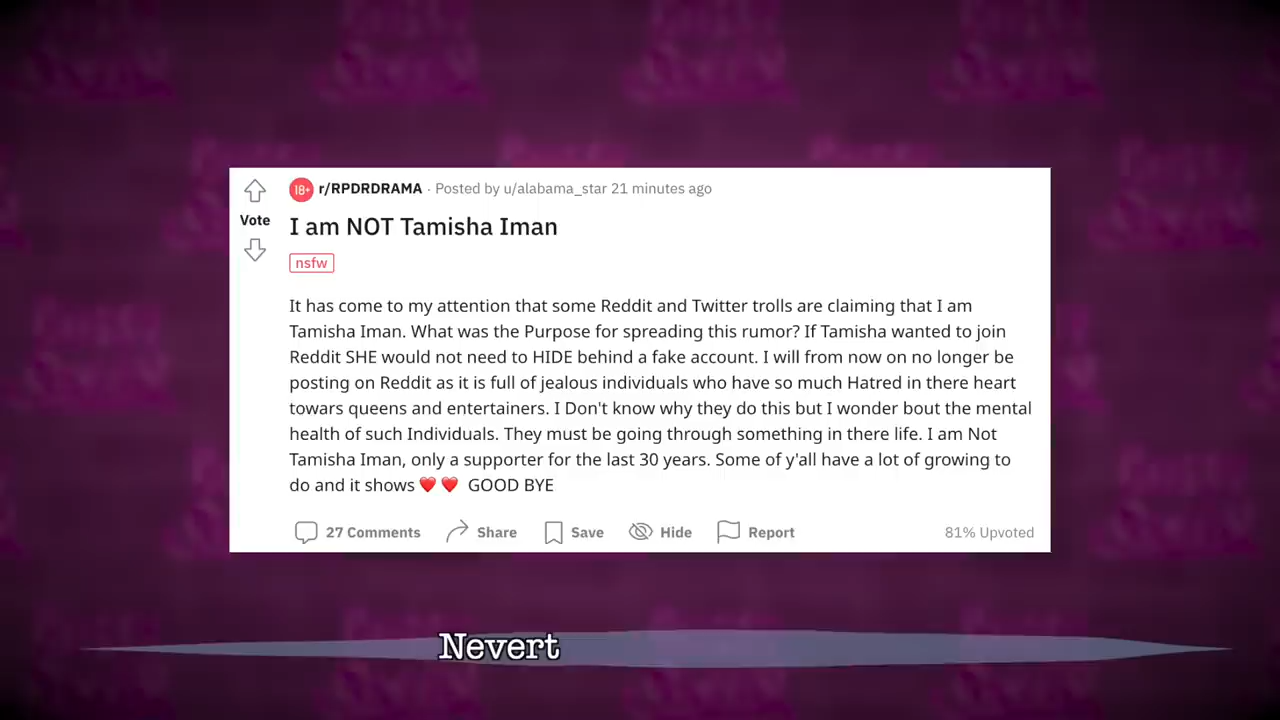 18+ r/RPDRDRAMA · Posted by u/alabama_star 21 minutes ago
Vote
I am NOT Tamisha Iman
nsfw
It has come to my attention that some Reddit and Twitter trolls are claiming that I am
Tamisha Iman. What was the Purpose for spreading this rumor? If Tamisha wanted to join
Reddit SHE would not need to HIDE behind a fake account. I will from now on no longer be
posting on Reddit as it is full of jealous individuals who have so much Hatred in there heart
towars queens and entertainers. I Don't know why they do this but I wonder bout the mental
health of such Individuals. They must be going through something in there life. I am Not
Tamisha Iman, only a supporter for the last 30 years. Some of y'all have a lot of growing to
do and it shows ❤️ ❤️ GOOD BYE
27 Comments Share Save Hide Report 81% Upvoted
Nevert